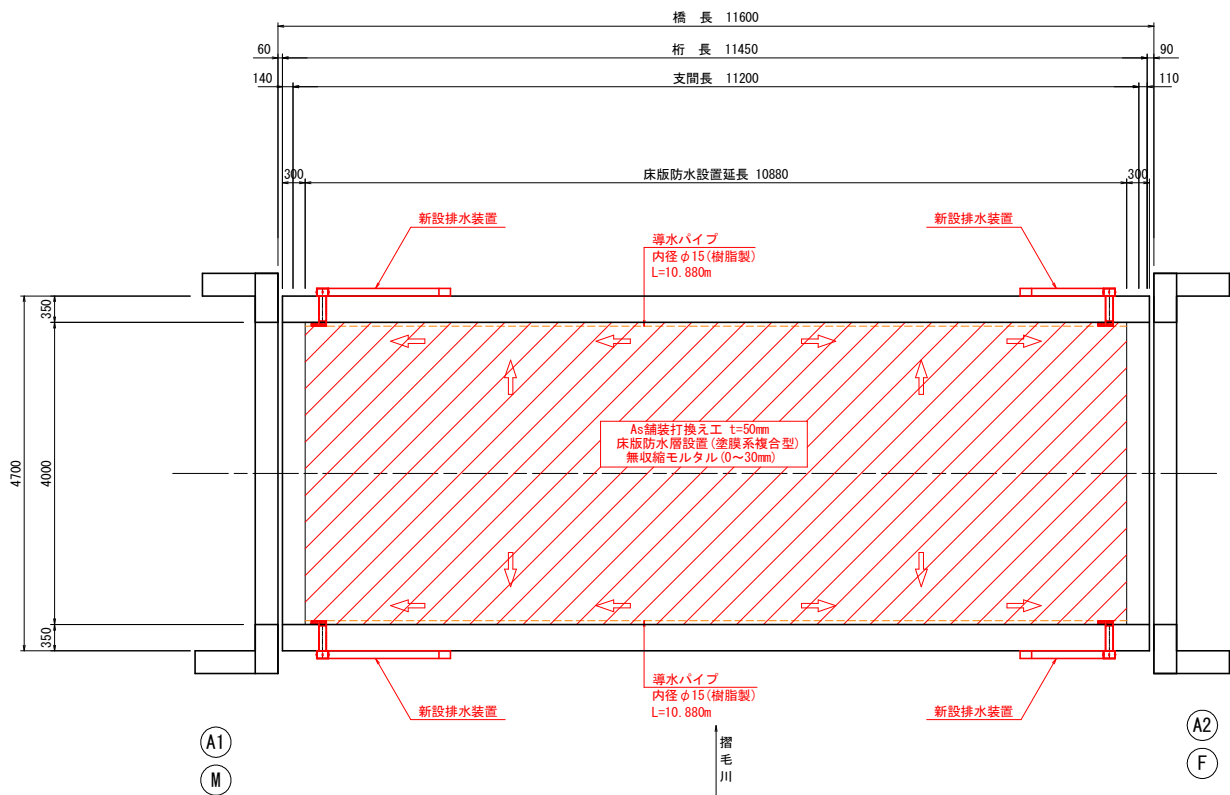 橋 長 11600
60
桁 長 11450
90
140
支間長 11200
110
300
床版防水設置延長 10880
300
新設排水装置
新設排水装置
導水パイプ
内径φ15(樹脂製)
L=10.880m
350
4700
4000
350
As舗装打換え工 t=50mm
床版防水層設置(塗膜系複合型)
無収縮モルタル(0～30mm)
導水パイプ
内径φ15(樹脂製)
L=10.880m
新設排水装置
新設排水装置
摺毛川
A1
M
A2
F